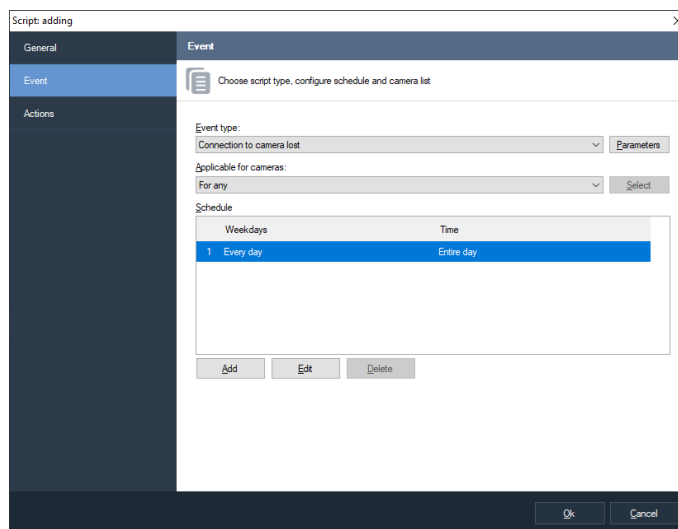 Script: adding
General
Event
Actions
Event
Choose script type, configure schedule and camera list
Event type:
Connection to camera lost
Parameters
Applicable for cameras:
For any
Select
Schedule
Weekdays Time
1 Every day Entire day
Add Edit Delete
Ok Cancel